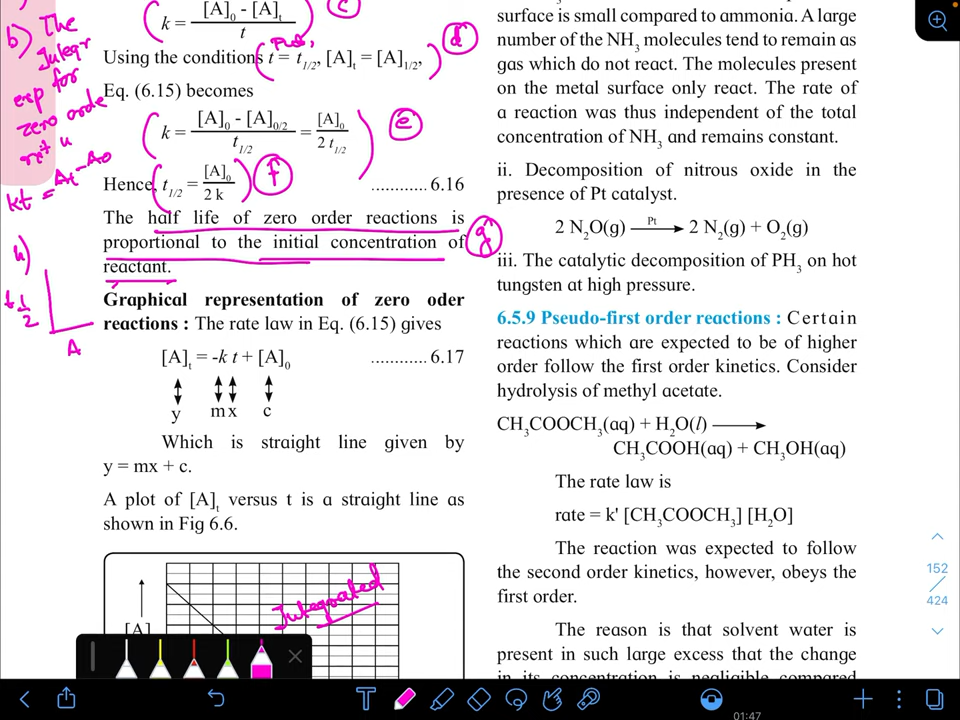 b) The
Integr
exp for
zero orde
rxt u
kt = At - Ao
h)
t 1/2
A
[A]0 - [A]t
k = ─────
t
c
Put,
Using the conditions t = t1/2, [A]t = [A]1/2,
d
Eq. (6.15) becomes
k = [A]0 - [A]0/2 / t1/2 = [A]0 / 2 t1/2
e
Hence, t1/2 = [A]0 / 2 k ............ 6.16
f
The half life of zero order reactions is
proportional to the initial concentration of
reactant.
g
Graphical representation of zero oder
reactions : The rate law in Eq. (6.15) gives
[A]t = -k t + [A]0 ............ 6.17
y m x c
Which is straight line given by
y = mx + c.
A plot of [A]t versus t is a straight line as
shown in Fig 6.6.
Integrated
[A]
surface is small compared to ammonia. A large
number of the NH3 molecules tend to remain as
gas which do not react. The molecules present
on the metal surface only react. The rate of
a reaction was thus independent of the total
concentration of NH3 and remains constant.
ii. Decomposition of nitrous oxide in the
presence of Pt catalyst.
2 N2O(g) —Pt→ 2 N2(g) + O2(g)
iii. The catalytic decomposition of PH3 on hot
tungsten at high pressure.
6.5.9 Pseudo-first order reactions : Certain
reactions which are expected to be of higher
order follow the first order kinetics. Consider
hydrolysis of methyl acetate.
CH3COOCH3(aq) + H2O(l) ⟶
CH3COOH(aq) + CH3OH(aq)
The rate law is
rate = k' [CH3COOCH3] [H2O]
The reaction was expected to follow
the second order kinetics, however, obeys the
first order.
The reason is that solvent water is
present in such large excess that the change
in its concentration is negligible compared
152
424
T
01:47